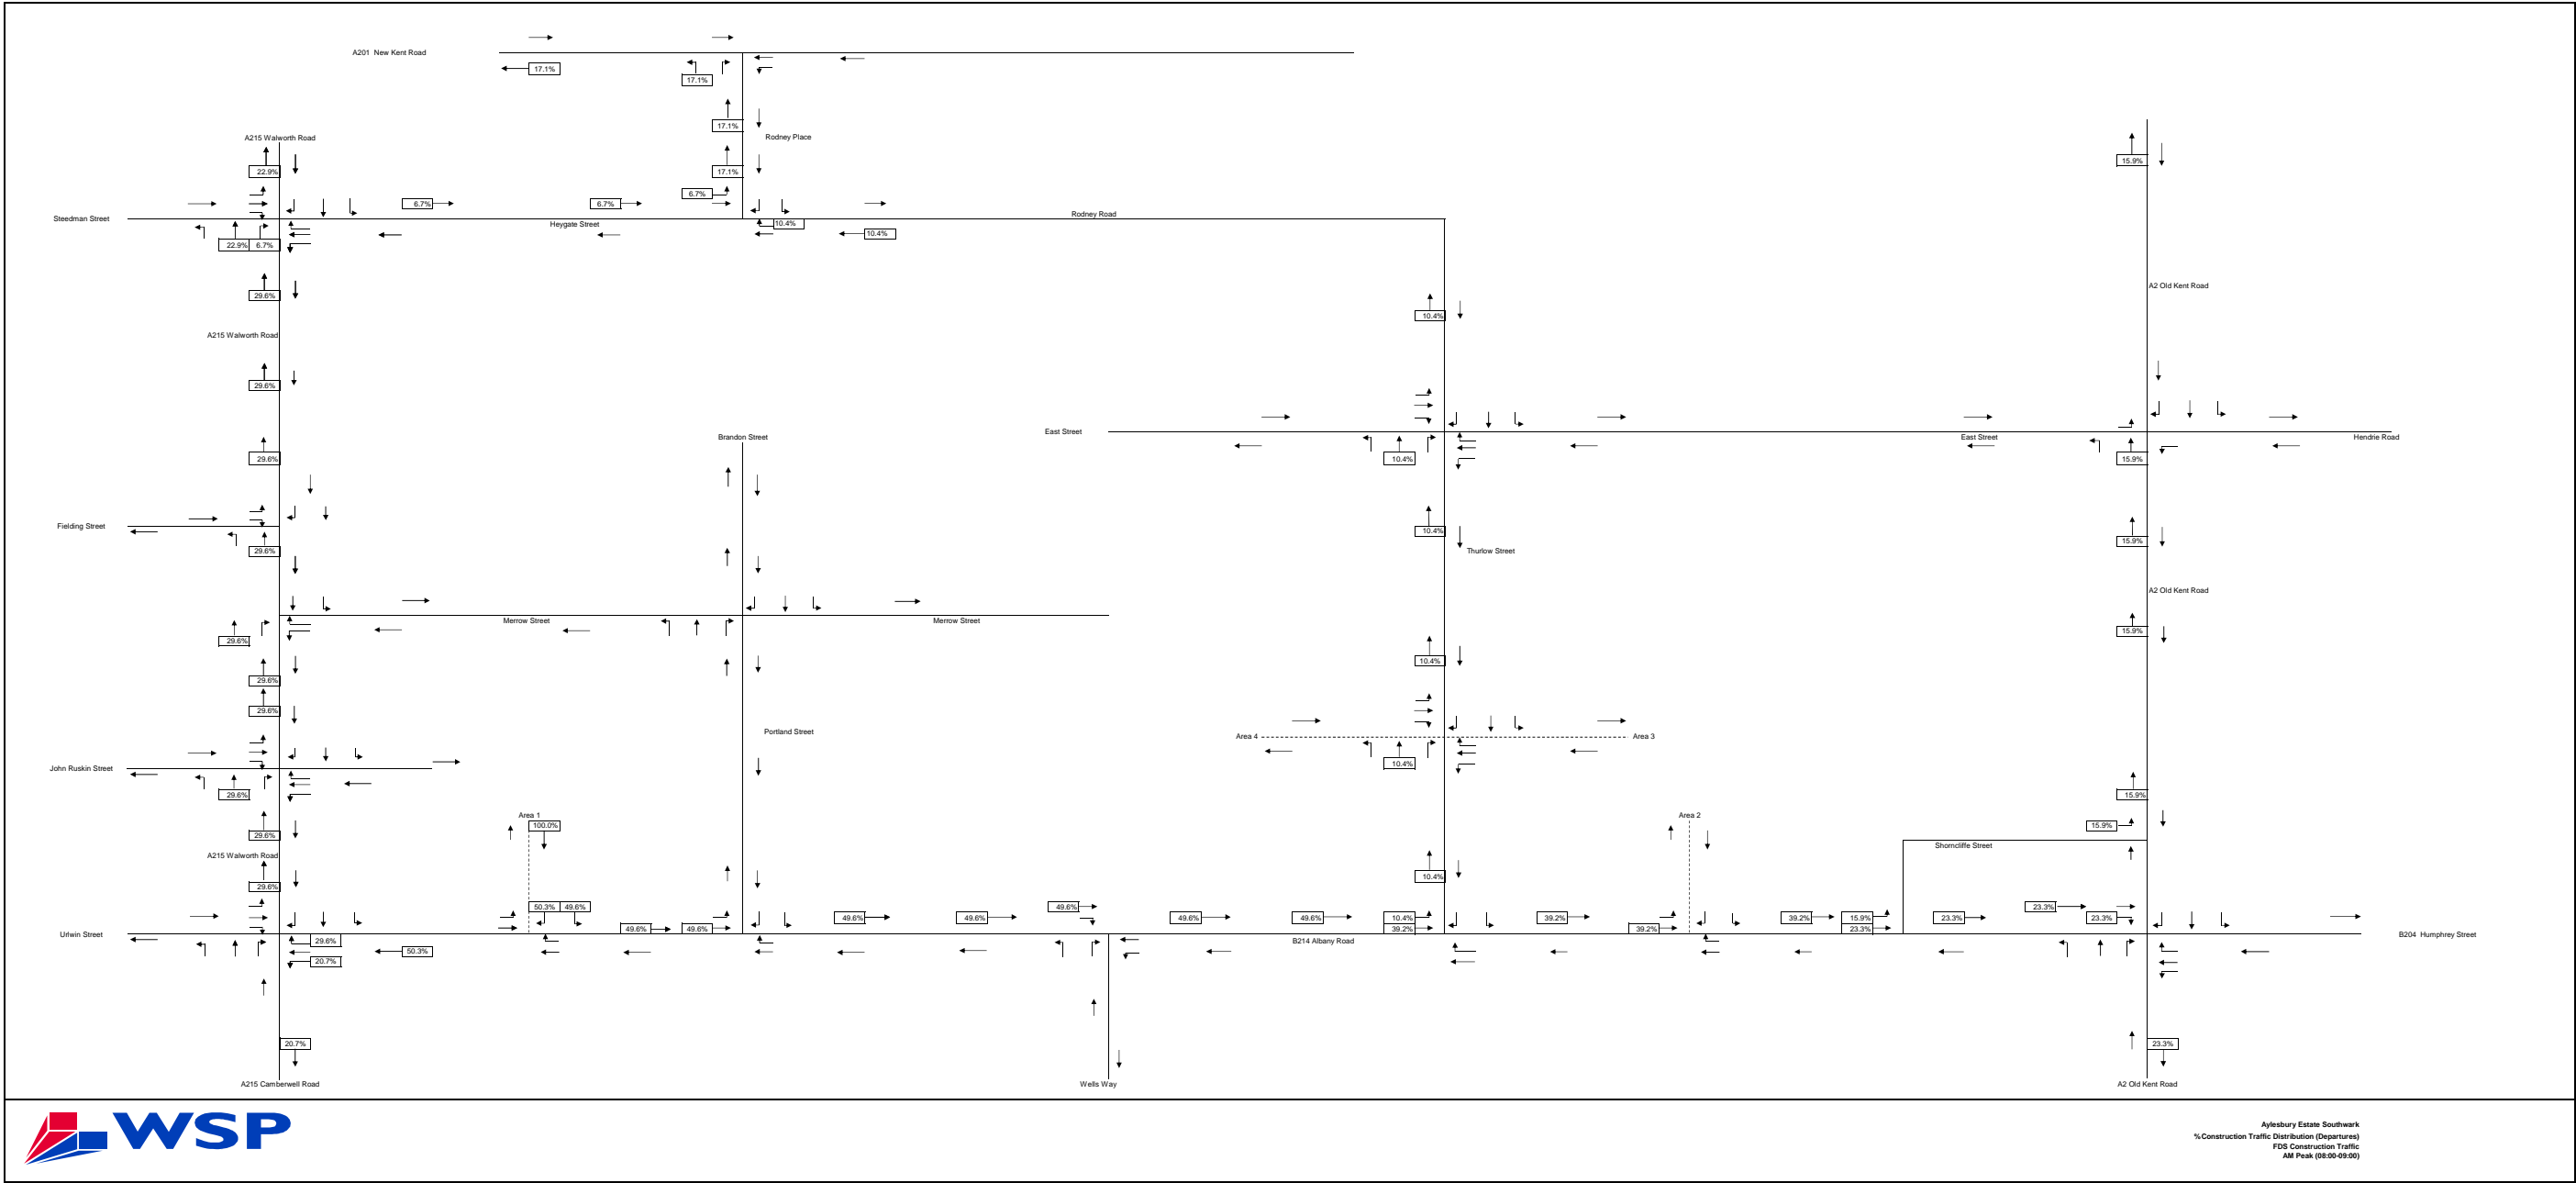 A201 New Kent Road
17.1%
17.1%
17.1%
Rodney Place
A215 Walworth Road
15.9%
22.9%
17.1%
6.7%
6.7%
6.7%
Steedman Street
Rodney Road
Heygate Street
10.4%
10.4%
22.9% 6.7%
A2 Old Kent Road
29.6%
10.4%
A215 Walworth Road
29.6%
East Street
Brandon Street
East Street
Hendrie Road
29.6%
10.4%
15.9%
Fielding Street
10.4%
15.9%
29.6%
Thurlow Street
A2 Old Kent Road
Merrow Street
Merrow Street
15.9%
29.6%
10.4%
29.6%
29.6%
Portland Street
Area 4
Area 3
10.4%
John Ruskin Street
29.6%
15.9%
Area 1
Area 2
100.0%
15.9%
29.6%
Shorncliffe Street
A215 Walworth Road
10.4%
29.6%
50.3% 49.6%
49.6%
23.3%
49.6%
49.6%
49.6%
49.6%
10.4%
39.2%
39.2%
15.9%
23.3%
23.3%
49.6%
49.6%
39.2%
39.2%
23.3%
Urlwin Street
B204 Humphrey Street
29.6%
B214 Albany Road
50.3%
20.7%
20.7%
23.3%
A215 Camberwell Road
Wells Way
A2 Old Kent Road
WSP
Aylesbury Estate Southwark
%Construction Traffic Distribution (Departures)
FDS Construction Traffic
AM Peak (08:00-09:00)